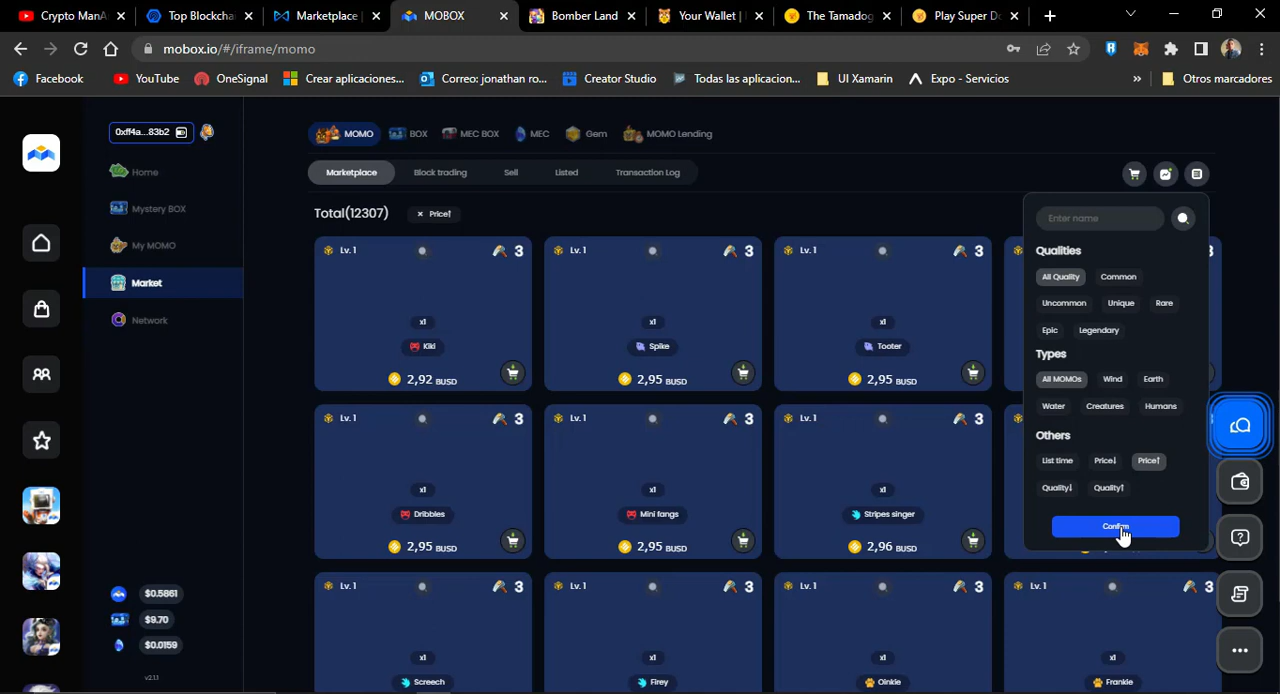 Crypto ManA
Top Blockcha
Marketplace |
MOBOX
Bomber Land
Your Wallet |
The Tamadog
Play Super Do
mobox.io/#/iframe/momo
Facebook
YouTube
OneSignal
Crear aplicaciones...
Correo: jonathan ro...
Creator Studio
Todas las aplicacion...
UI Xamarin
Expo - Servicios
»
Otros marcadores
0xff4a...83b2
MOMO
BOX
MEC BOX
MEC
Gem
MOMO Lending
Home
Marketplace
Block trading
Sell
Listed
Transaction Log
Mystery BOX
My MOMO
Market
Network
Total(12307)
× Price↑
Enter name
Qualities
All Quality
Common
Uncommon
Unique
Rare
Epic
Legendary
Types
All MOMOs
Wind
Earth
Water
Creatures
Humans
Others
List time
Price↓
Price↑
Quality↓
Quality↑
Confirm
Lv. 1
3
x1
Kiki
2,92 BUSD
Lv. 1
3
x1
Spike
2,95 BUSD
Lv. 1
3
x1
Tooter
2,95 BUSD
Lv. 1
3
x1
Dribbles
2,95 BUSD
Lv. 1
3
x1
Mini fangs
2,95 BUSD
Lv. 1
3
x1
Stripes singer
2,96 BUSD
Lv. 1
3
x1
Screech
Lv. 1
3
x1
Firey
Lv. 1
3
x1
Oinkie
Lv. 1
3
x1
Frankie
$0.5861
$9.70
$0.0159
v2.1.1